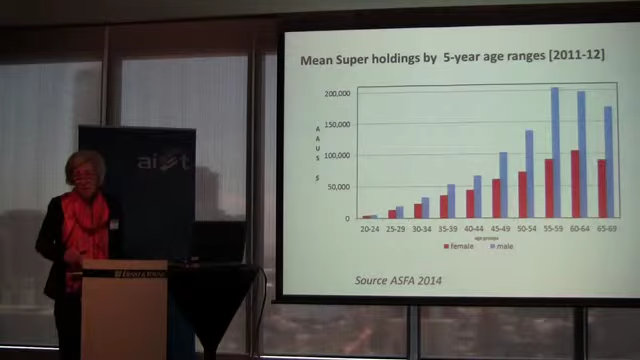 Mean Super holdings by 5-year age ranges [2011-12]
200,000
150,000
100,000
50,000
0
A
A
U
S
$
20-24 25-29 30-34 35-39 40-44 45-49 50-54 55-59 60-64 65-69
age groups
female male
Source ASFA 2014
aist
ERNST & YOUNG